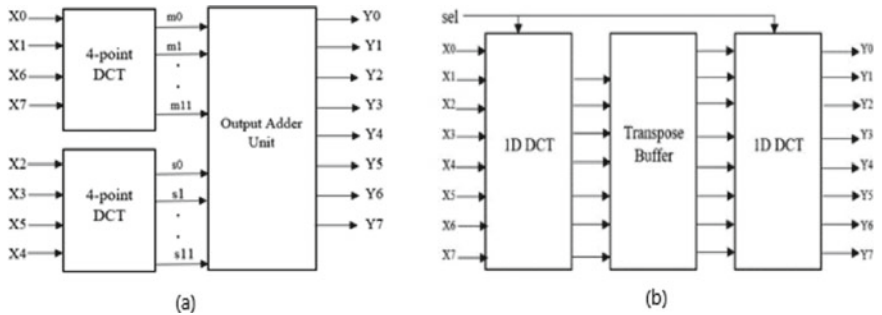 X0
X1
X6
X7
4-point
DCT
m0
m1
.
.
m11
X2
X3
X5
X4
4-point
DCT
s0
s1
.
.
s11
Output Adder
Unit
Y0
Y1
Y2
Y3
Y4
Y5
Y6
Y7
(a)
sel
X0
X1
X2
X3
X4
X5
X6
X7
1D DCT
Transpose
Buffer
1D DCT
Y0
Y1
Y2
Y3
Y4
Y5
Y6
Y7
(b)